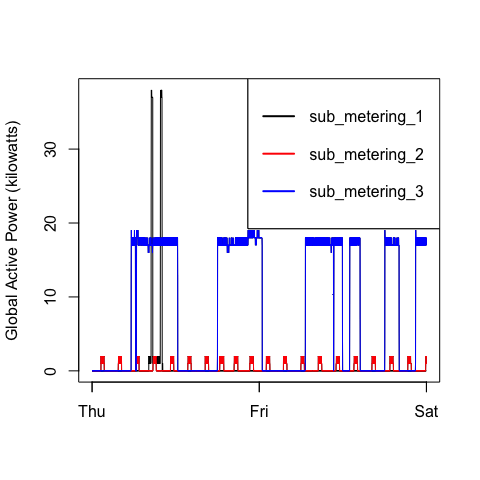 Global Active Power (kilowatts)
30
20
10
0
sub_metering_1
sub_metering_2
sub_metering_3
Thu Fri Sat